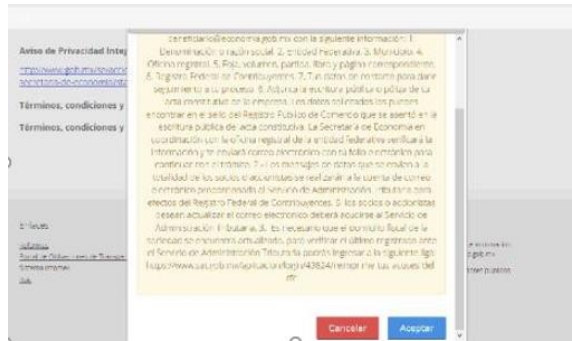 Aviso de Privacidad Integ
Términos, condiciones y
Términos, condiciones y
beneficiario@economia.gob.mx con la siguiente información: 1.
Denominación o razón social. 2. Entidad Federativa. 3. Municipio. 4.
Oficina registral. 5. Foja, volumen, partida, libro y página correspondiente.
6. Registro Federal de Contribuyentes. 7. Tus datos de contacto para darle
seguimiento a tu proceso. 8. Adjunta la escritura pública o póliza de tu
acta constitutiva de la empresa. Los datos solicitados los puedes
encontrar en el sello del Registro Público de Comercio que se asentó en la
escritura pública del acta constitutiva. La Secretaría de Economía en
coordinación con la oficina registral de la entidad federativa verificará la
información y te enviará correo electrónico con tu folio electrónico para
continuar con el trámite. 2.- Los mensajes de datos que se envíen a la
totalidad de los socios o accionistas se realizarán a la cuenta de correo
electrónico proporcionada al Servicio de Administración Tributaria para
efectos del Registro Federal de Contribuyentes. Si los socios o accionistas
desean actualizar el correo electrónico deberá acudirse al Servicio de
Administración Tributaria. 3.- Es necesario que el domicilio fiscal de la
sociedad se encuentre actualizado, para verificar el último registrado ante
el Servicio de Administración Tributaria podrás ingresar a la siguiente liga:
rfc
Cancelar Aceptar
Enlaces